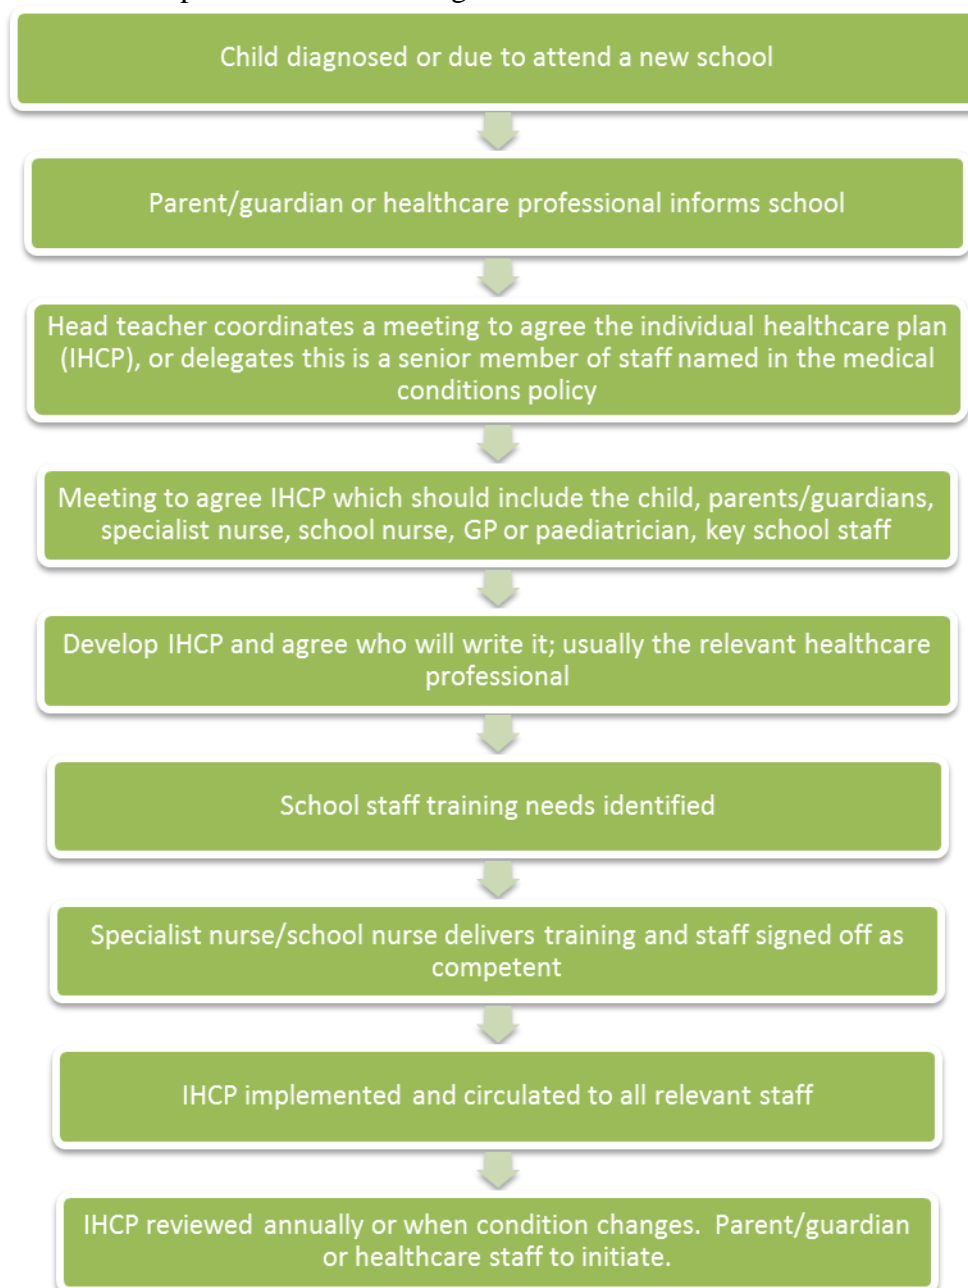 Child diagnosed or due to attend a new school
Parent/guardian or healthcare professional informs school
Head teacher coordinates a meeting to agree the individual healthcare plan
(IHCP), or delegates this is a senior member of staff named in the medical
conditions policy
Meeting to agree IHCP which should include the child, parents/guardians,
specialist nurse, school nurse, GP or paediatrician, key school staff
Develop IHCP and agree who will write it; usually the relevant healthcare
professional
School staff training needs identified
Specialist nurse/school nurse delivers training and staff signed off as
competent
IHCP implemented and circulated to all relevant staff
IHCP reviewed annually or when condition changes. Parent/guardian
or healthcare staff to initiate.